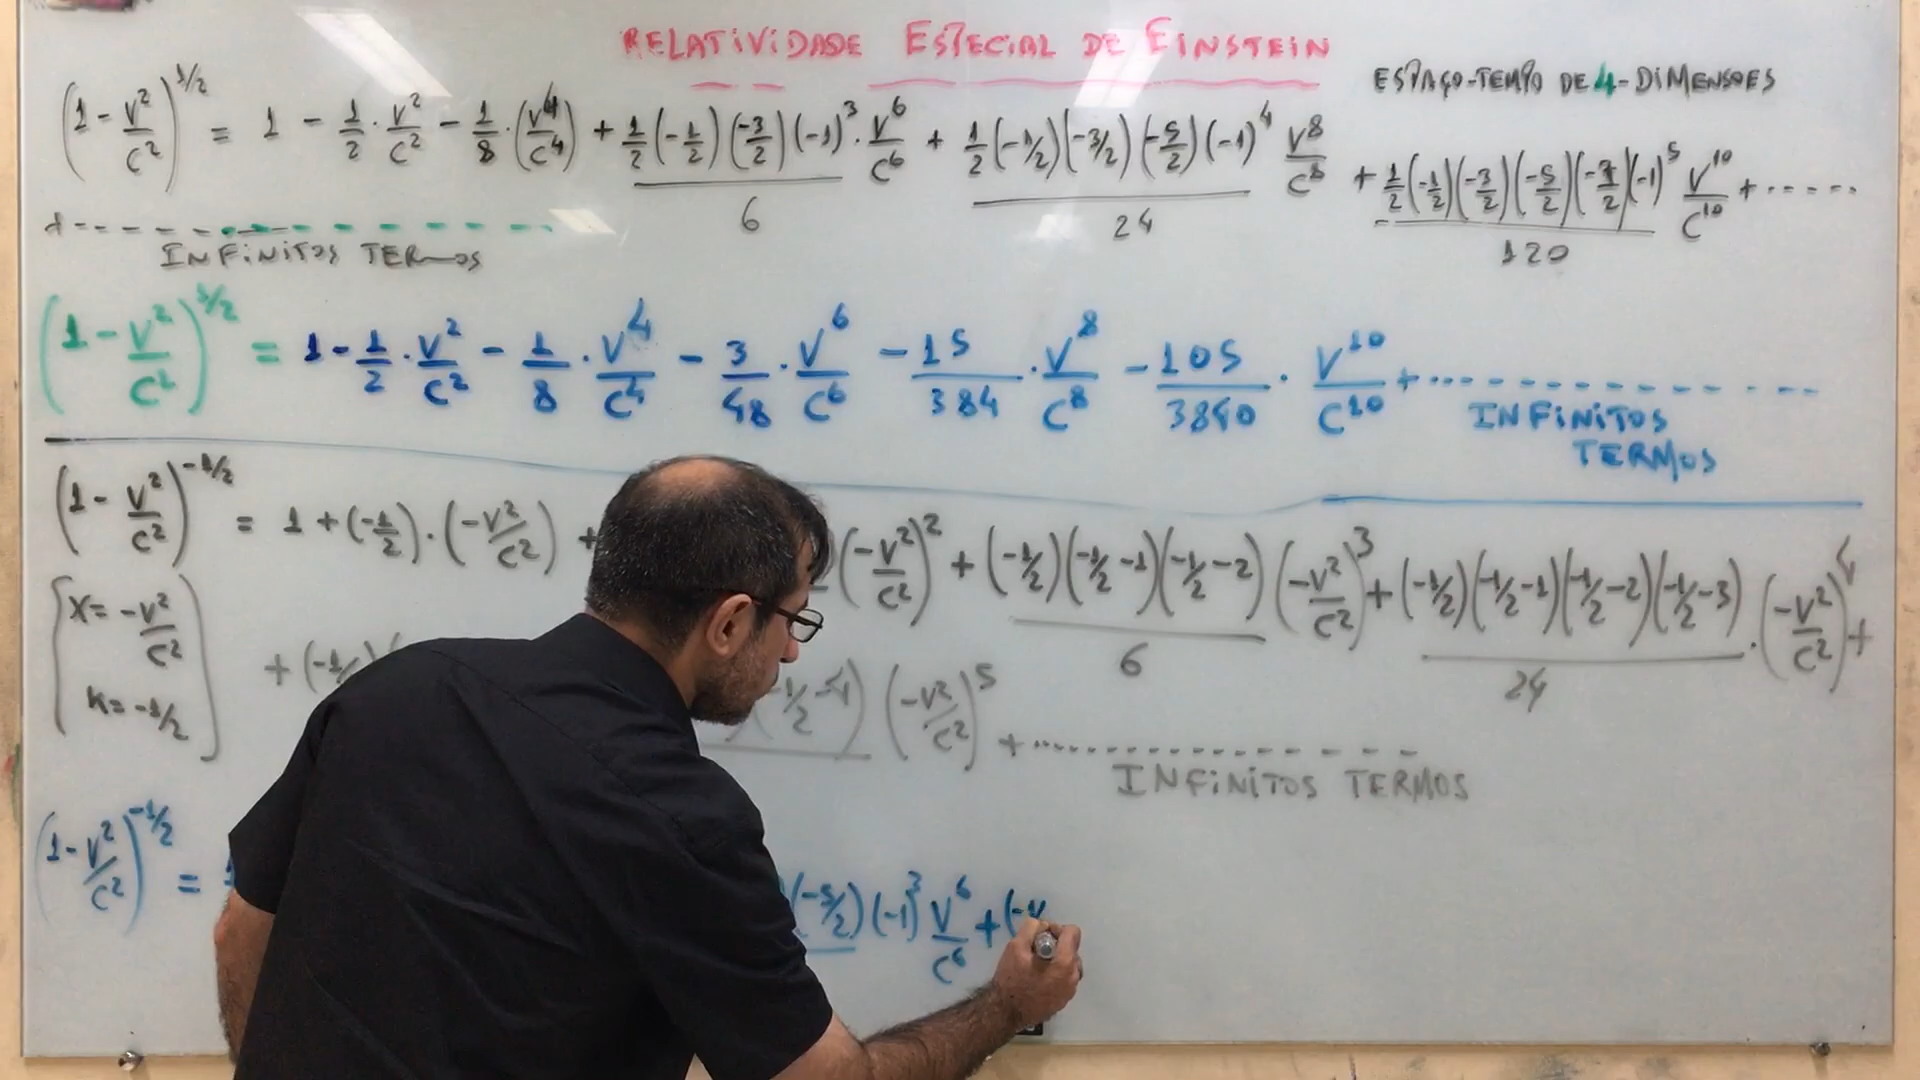 RELATIVIDADE ESPECIAL DE EINSTEIN
ESPAÇO-TEMPO DE 4-DIMENSOES
(1 - v²/c²)^1/2 = 1 - 1/2 · v²/c² - 1/8 · (v⁴/c⁴) + 1/2(-1/2)(-3/2)(-1)³/6 · v⁶/c⁶ + 1/2(-1/2)(-3/2)(-5/2)(-1)⁴/24 v⁸/c⁸ + 1/2(-1/2)(-3/2)(-5/2)(-7/2)(-1)⁵/120 v¹⁰/c¹⁰ + .....
+ - - - - - - - - - -
INFINITOS TERMOS
(1 - v²/c²)^1/2 = 1 - 1/2 · v²/c² - 1/8 · v⁴/c⁴ - 3/48 · v⁶/c⁶ - 15/384 · v⁸/c⁸ - 105/3840 · v¹⁰/c¹⁰ + ... - - - - - - - -
INFINITOS
TERMOS
(1 - v²/c²)^-1/2 = 1 + (-1/2) · (-v²/c²) + (-v²/c²)² + (-1/2)(-1/2-1)(-1/2-2)/6 (-v²/c²)³ + (-1/2)(-1/2-1)(-1/2-2)(-1/2-3)/24 · (-v²/c²)⁴ +
x = -v²/c²
k = -1/2
+ (-1/2) (-1/2-4) (-v²/c²)⁵ + ........ - - - - - - -
INFINITOS TERMOS
(1 - v²/c²)^-1/2 = (-5/2)(-1)³ v⁶/c⁶ + (-